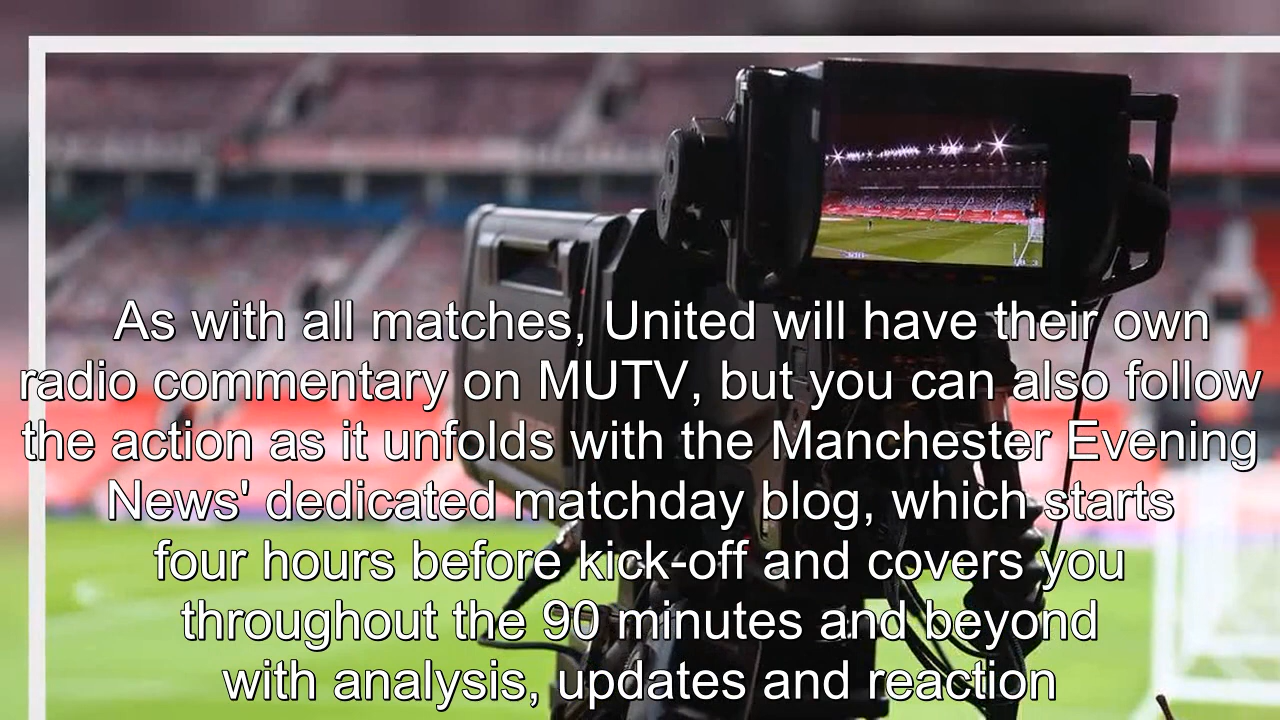 As with all matches, United will have their own
radio commentary on MUTV, but you can also follow
the action as it unfolds with the Manchester Evening
News' dedicated matchday blog, which starts
four hours before kick-off and covers you
throughout the 90 minutes and beyond
with analysis, updates and reaction